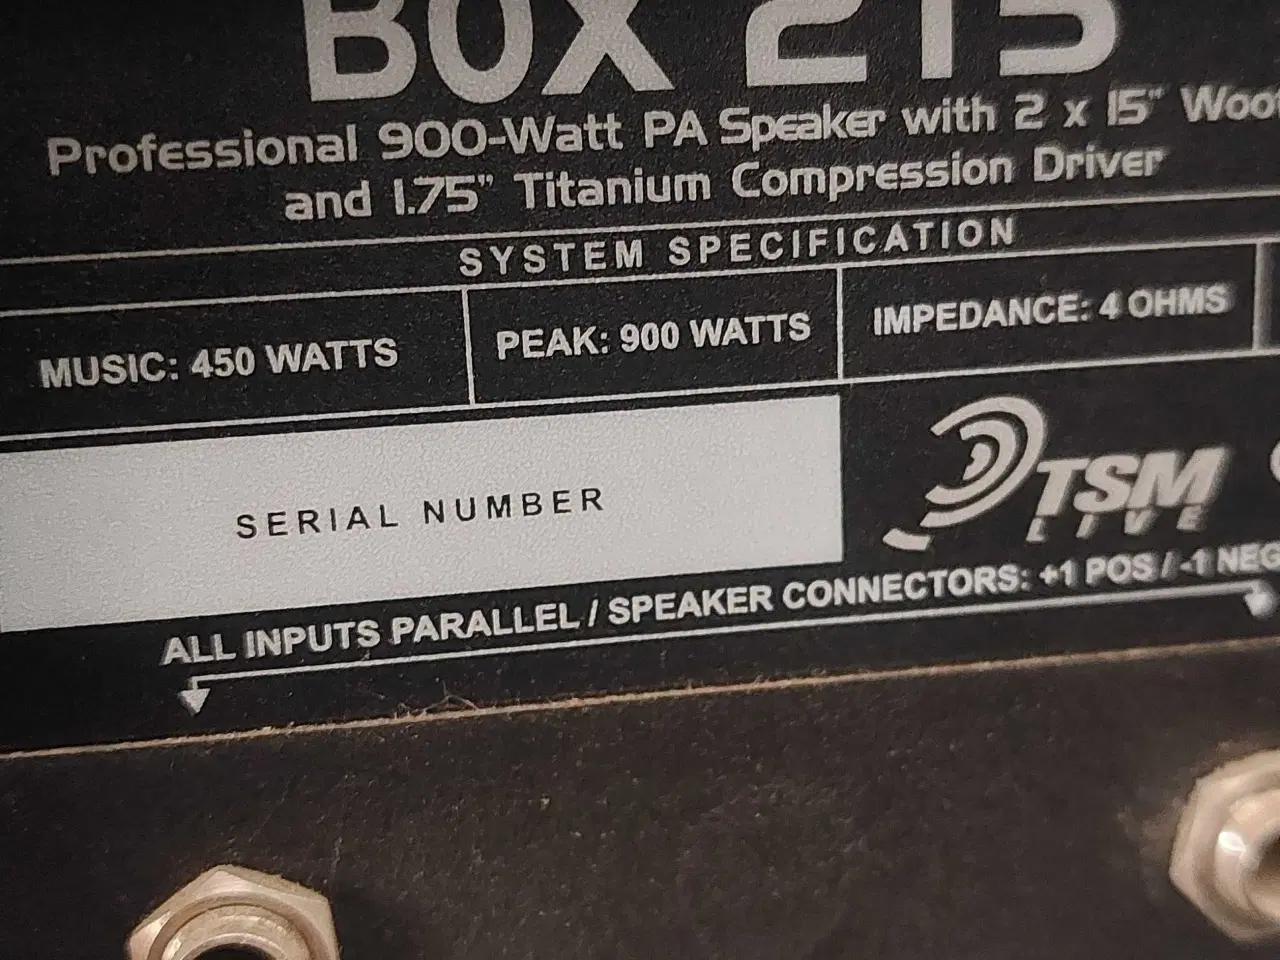 BOX 215
Professional 900-Watt PA Speaker with 2 x 15"
and 1.75" Titanium Compression Driver
SYSTEM SPECIFICATION
MUSIC: 450 WATTS
PEAK: 900 WATTS
IMPEDANCE: 4 OHMS
SERIAL NUMBER
TSM
LIVE
ALL INPUTS PARALLEL / SPEAKER CONNECTORS: +1 POS / -1 NEG